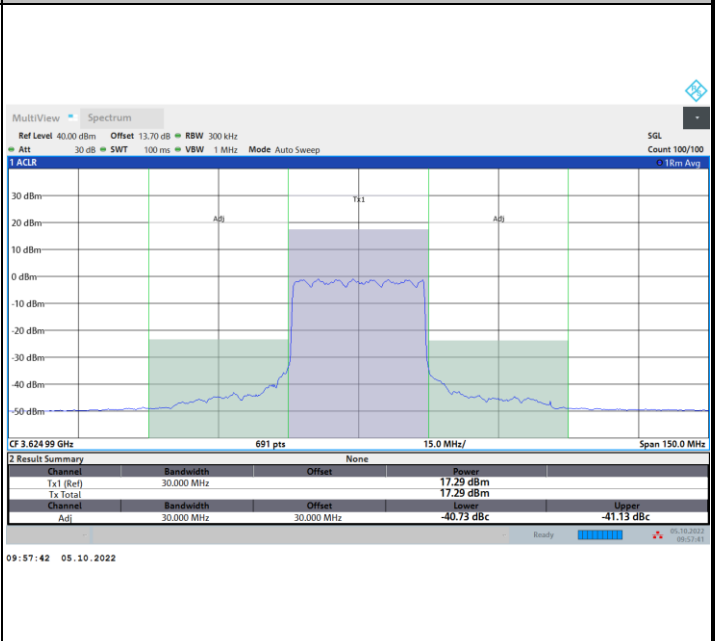 MultiView Spectrum
Ref Level 40.00 dBm Offset 13.70 dB RBW 300 kHz SGL
Att 30 dB SWT 100 ms VBW 1 MHz Mode Auto Sweep Count 100/100
1 ACLR 1Rm Avg
30 dBm
Tx1
20 dBm Adj Adj
10 dBm
0 dBm
-10 dBm
-20 dBm
-30 dBm
-40 dBm
-50 dBm
CF 3.624 99 GHz 691 pts 15.0 MHz/ Span 150.0 MHz
2 Result Summary None
Channel Bandwidth Offset Power
Tx1 (Ref) 30.000 MHz 17.29 dBm
Tx Total 17.29 dBm
Channel Bandwidth Offset Lower Upper
Adj 30.000 MHz 30.000 MHz -40.73 dBc -41.13 dBc
Ready 05.10.2022
09:57:41
09:57:42 05.10.2022